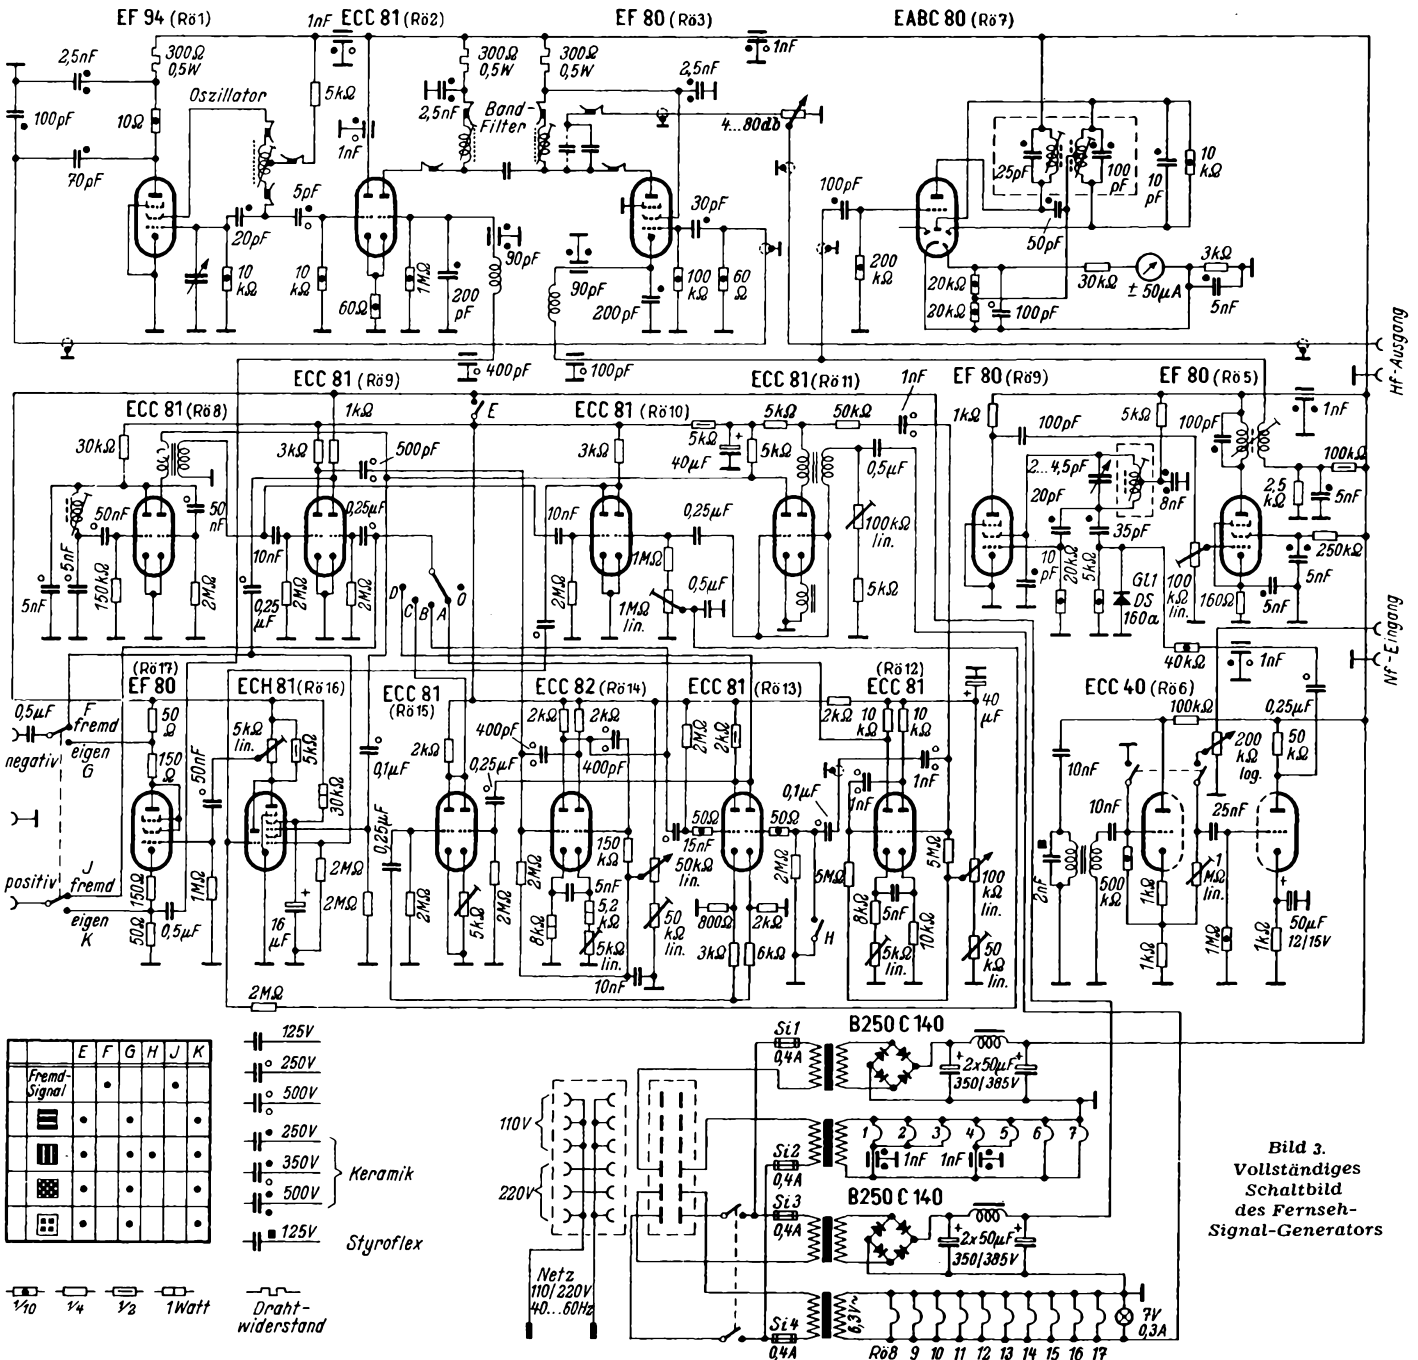 EF 94 (Rö1)
1nF
ECC 81 (Rö2)
EF 80 (Rö3)
EABC 80 (Rö7)
1nF
2,5nF
300Ω
0,5W
5kΩ
300Ω
0,5W
300Ω
0,5W
2,5nF
Oszillator
2,5nF
Band-
Filter
100pF
10Ω
1nF
4...80db
70pF
5pF
20pF
25pF
100
pF
10
pF
10
kΩ
100pF
30pF
50pF
10
kΩ
10
kΩ
60Ω
1MΩ
200
pF
90pF
90pF
200pF
100
kΩ
60
Ω
200
kΩ
20kΩ
20kΩ
100pF
30kΩ
± 50µA
3kΩ
5nF
Hf-Ausgang
400pF
100pF
ECC 81 (Rö9)
ECC 81 (Rö11)
1nF
EF 80 (Rö9)
EF 80 (Rö5)
ECC 81 (Rö8)
1kΩ
E
ECC 81 (Rö10)
5kΩ
50kΩ
1kΩ
5kΩ
100pF
1nF
30kΩ
3kΩ
500pF
3kΩ
5kΩ
40µF
5kΩ
0,5µF
100pF
100kΩ
2...4,5pF
8nF
2,5
kΩ
5nF
50nF
50
nF
0,25µF
10nF
0,25µF
100kΩ
lin.
20pF
35pF
250kΩ
5nF
5nF
150kΩ
2MΩ
10nF
0,25
µF
2MΩ
2MΩ
D
C
B
A
O
2MΩ
1MΩ
1MΩ
lin.
0,5µF
5kΩ
10
pF
20kΩ
5kΩ
Gl1
DS
160a
100
kΩ
lin.
160Ω
5nF
5nF
Nf-Eingang
(Rö17)
EF 80
ECH 81 (Rö16)
ECC 81
(Rö15)
ECC 82 (Rö14)
ECC 81 (Rö13)
(Rö12)
ECC 81
40
µF
40kΩ
1nF
ECC 40 (Rö6)
0,25µF
0,5µF
F
fremd
negativ
eigen
G
50
Ω
150
Ω
50nF
5kΩ
lin.
5kΩ
30kΩ
0,1µF
2kΩ
0,25µF
2kΩ
2kΩ
400pF
400pF
2MΩ
2kΩ
2kΩ
10
kΩ
10
kΩ
1nF
1nF
0,1µF
100kΩ
10nF
200
kΩ
log.
50
kΩ
0,25µF
10nF
25nF
J
fremd
positiv
eigen
K
150Ω
50Ω
0,5µF
1MΩ
16
µF
2MΩ
2MΩ
2MΩ
5kΩ
2MΩ
2MΩ
8kΩ
5nF
5,2
kΩ
5kΩ
lin.
150
kΩ
50kΩ
lin.
50
kΩ
lin.
10nF
15nF
50Ω
50Ω
800Ω
2kΩ
3kΩ
6kΩ
2MΩ
H
5MΩ
8kΩ
5nF
5kΩ
lin.
10kΩ
5MΩ
100
kΩ
lin.
50
kΩ
lin.
2nF
500
kΩ
1kΩ
1kΩ
1
MΩ
lin.
1MΩ
1kΩ
50µF
12/15V
2MΩ
E F G H J K
Fremd-
Signal
125V
250V
500V
250V
350V
500V
Keramik
125V
Styroflex
1/10 1/4 1/2 1Watt
Draht-
widerstand
110V
220V
Netz
110/220V
40...60Hz
Si1
0,4A
Si2
0,4A
Si3
0,4A
Si4
0,4A
B250 C 140
2x50µF
350/385V
1 2 3 4 5 6 7
1nF
1nF
B250 C 140
2x50µF
350/385V
6,3V~
7V
0,3A
Rö8 9 10 11 12 13 14 15 16 17
Bild 3.
Vollständiges
Schaltbild
des Fernseh-
Signal-Generators